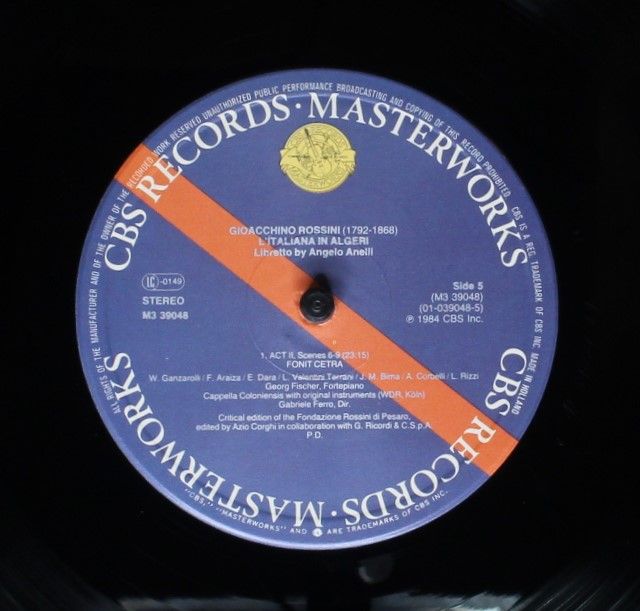 ALL RIGHTS OF THE MANUFACTURER AND OF THE OWNER OF THE RECORDED WORK RESERVED UNAUTHORIZED PUBLIC PERFORMANCE BROADCASTING AND COPYING OF THIS RECORD PROHIBITED. CBS IS A REG. TRADEMARK OF CBS INC. MADE IN HOLLAND
CBS RECORDS · MASTERWORKS
GIOACCHINO ROSSINI (1792-1868)
L'ITALIANA IN ALGERI
Libretto by Angelo Anelli
LC -0149
STEREO
M3 39048
Side 5
(M3 39048)
(01-039048-5)
℗ 1984 CBS Inc.
1. ACT II, Scenes 6-9 (23:15)
FONIT CETRA
W. Ganzarolli / F. Araiza / E. Dara / L. Valentini Terrani / J. M. Bima / A. Corbelli / L. Rizzi
Georg Fischer, Fortepiano
Cappella Coloniensis with original instruments (WDR, Köln)
Gabriele Ferro, Dir.
Critical edition of the Fondazione Rossini di Pesaro,
edited by Azio Corghi in collaboration with G. Ricordi & C.S.p.A.
P.D.
CBS RECORDS · MASTERWORKS
"CBS," "MASTERWORKS" AND ARE TRADEMARKS OF CBS INC.